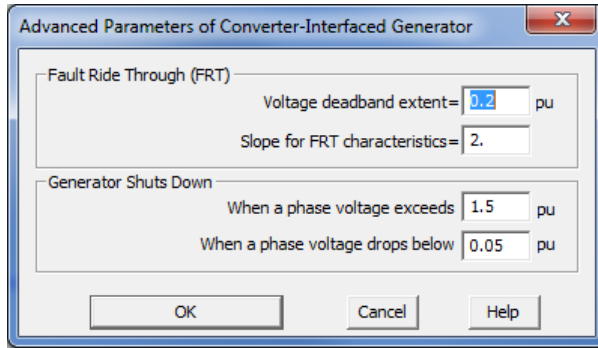 Advanced Parameters of Converter-Interfaced Generator
Fault Ride Through (FRT)
Voltage deadband extent= 0.2 pu
Slope for FRT characteristics= 2.
Generator Shuts Down
When a phase voltage exceeds 1.5 pu
When a phase voltage drops below 0.05 pu
OK Cancel Help